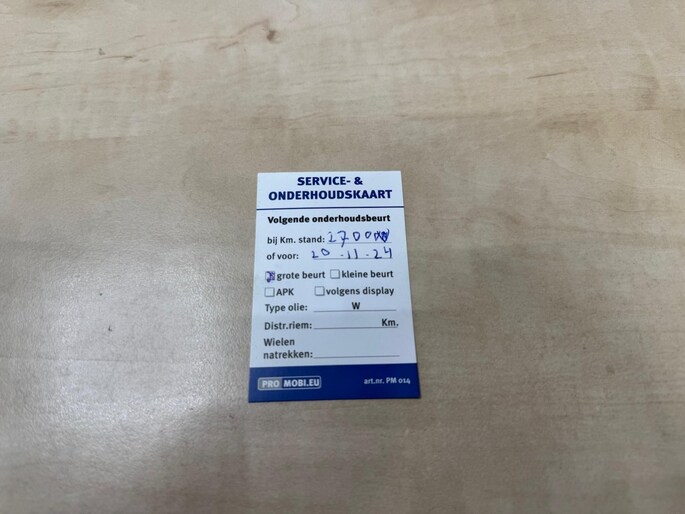 SERVICE- &
ONDERHOUDSKAART
Volgende onderhoudsbeurt
bij Km. stand:
of voor: 20-11-24
grote beurt kleine beurt
APK volgens display
Type olie: W
Distr.riem: Km.
Wielen
natrekken:
PRO MOBI.EU art.nr. PM 014